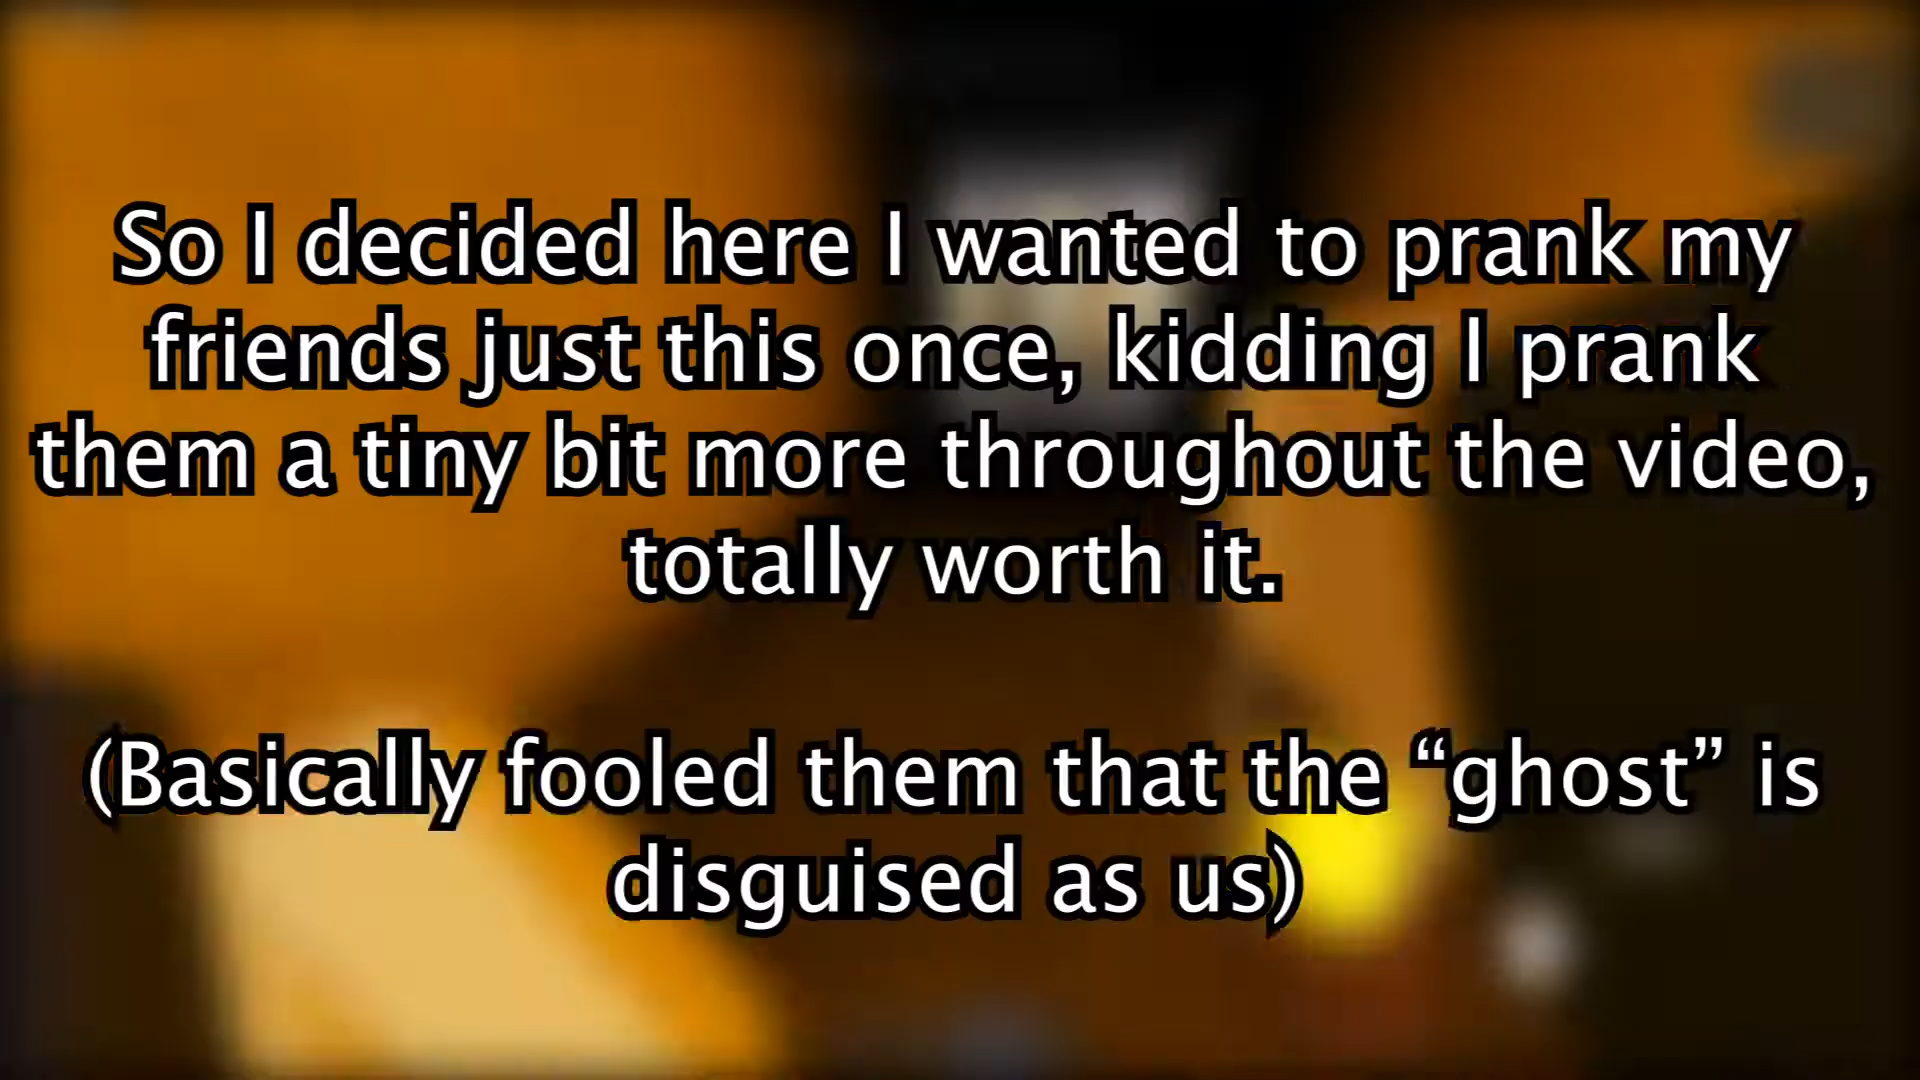 So I decided here I wanted to prank my
friends just this once, kidding I prank
them a tiny bit more throughout the video,
totally worth it.
(Basically fooled them that the “ghost” is
disguised as us)